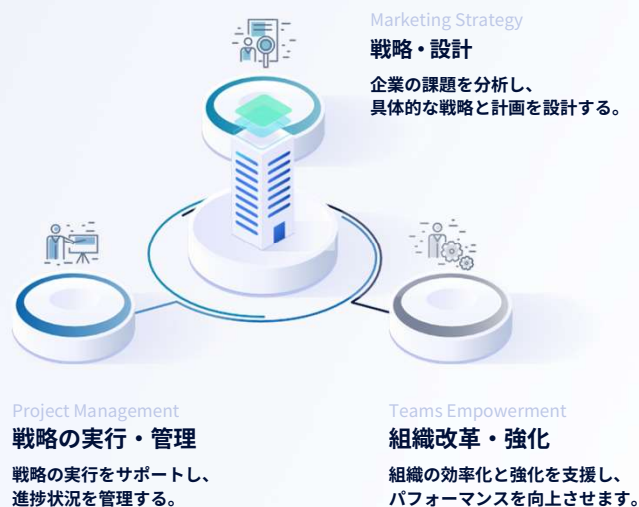 Marketing Strategy
戦略・設計
企業の課題を分析し、
具体的な戦略と計画を設計する。
Project Management
戦略の実行・管理
戦略の実行をサポートし、
進捗状況を管理する。
Teams Empowerment
組織改革・強化
組織の効率化と強化を支援し、
パフォーマンスを向上させます。